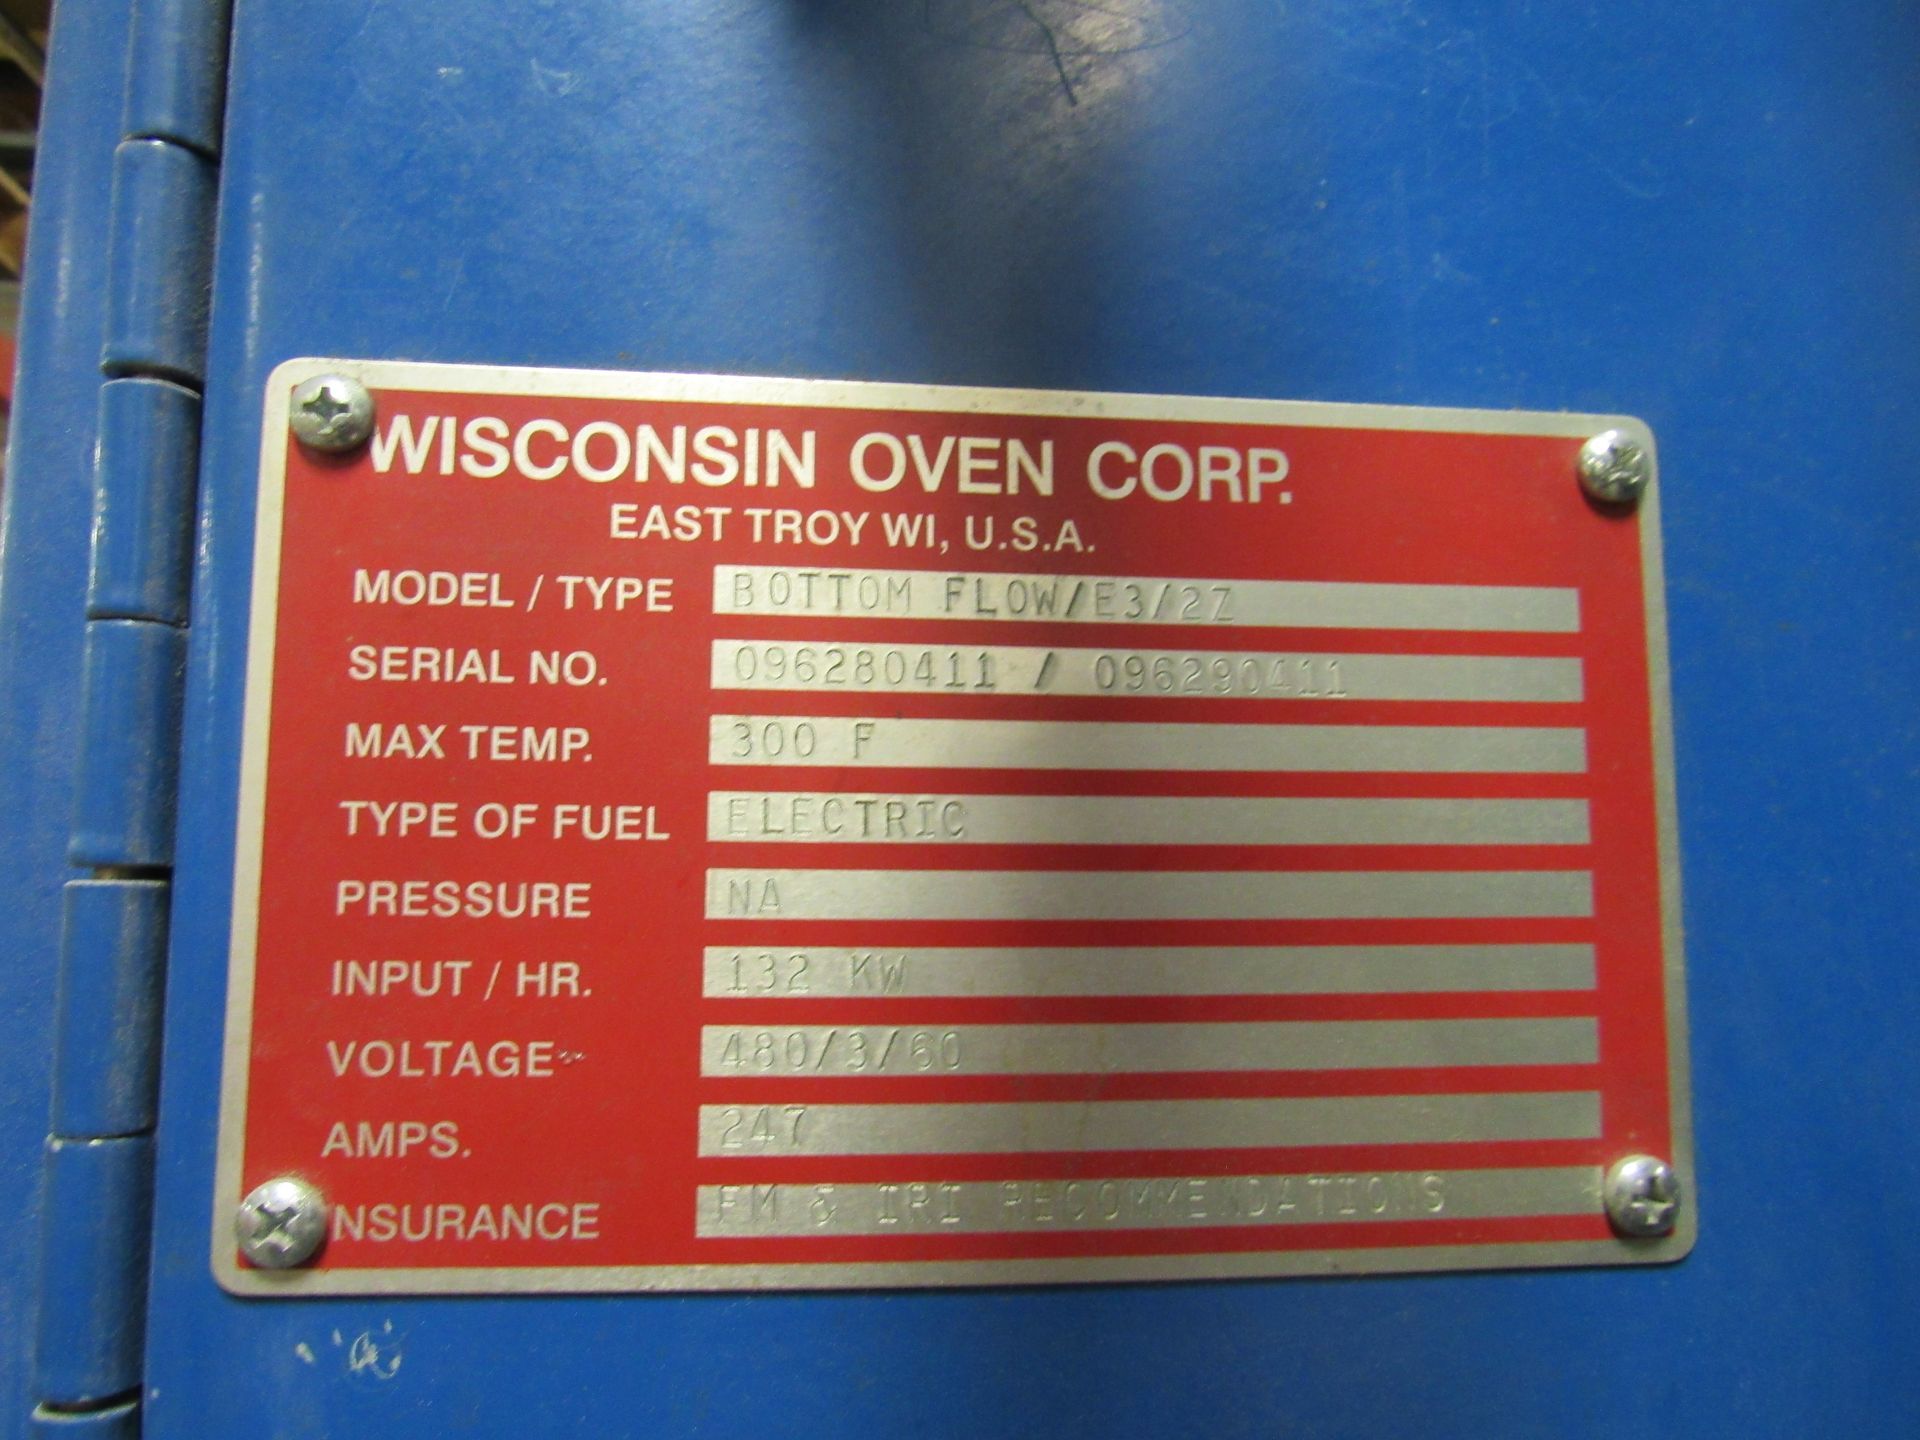 WISCONSIN OVEN CORP.
EAST TROY WI, U.S.A.
MODEL / TYPE BOTTOM FLOW/E3/2Z
SERIAL NO. 096280411 / 096290411
MAX TEMP. 300 F
TYPE OF FUEL ELECTRIC
PRESSURE NA
INPUT / HR. 132 KW
VOLTAGE 480/3/60
AMPS. 247
NSURANCE FM & IRI RECOMMENDATIONS